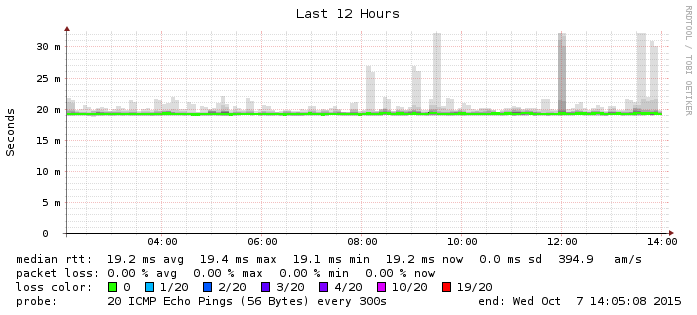 Last 12 Hours
RRDTOOL / TOBI OETIKER
Seconds
30 m
25 m
20 m
15 m
10 m
5 m
0
04:00 06:00 08:00 10:00 12:00 14:00
median rtt: 19.2 ms avg 19.4 ms max 19.1 ms min 19.2 ms now 0.0 ms sd 394.9 am/s
packet loss: 0.00 % avg 0.00 % max 0.00 % min 0.00 % now
loss color: 0 1/20 2/20 3/20 4/20 10/20 19/20
probe: 20 ICMP Echo Pings (56 Bytes) every 300s end: Wed Oct 7 14:05:08 2015